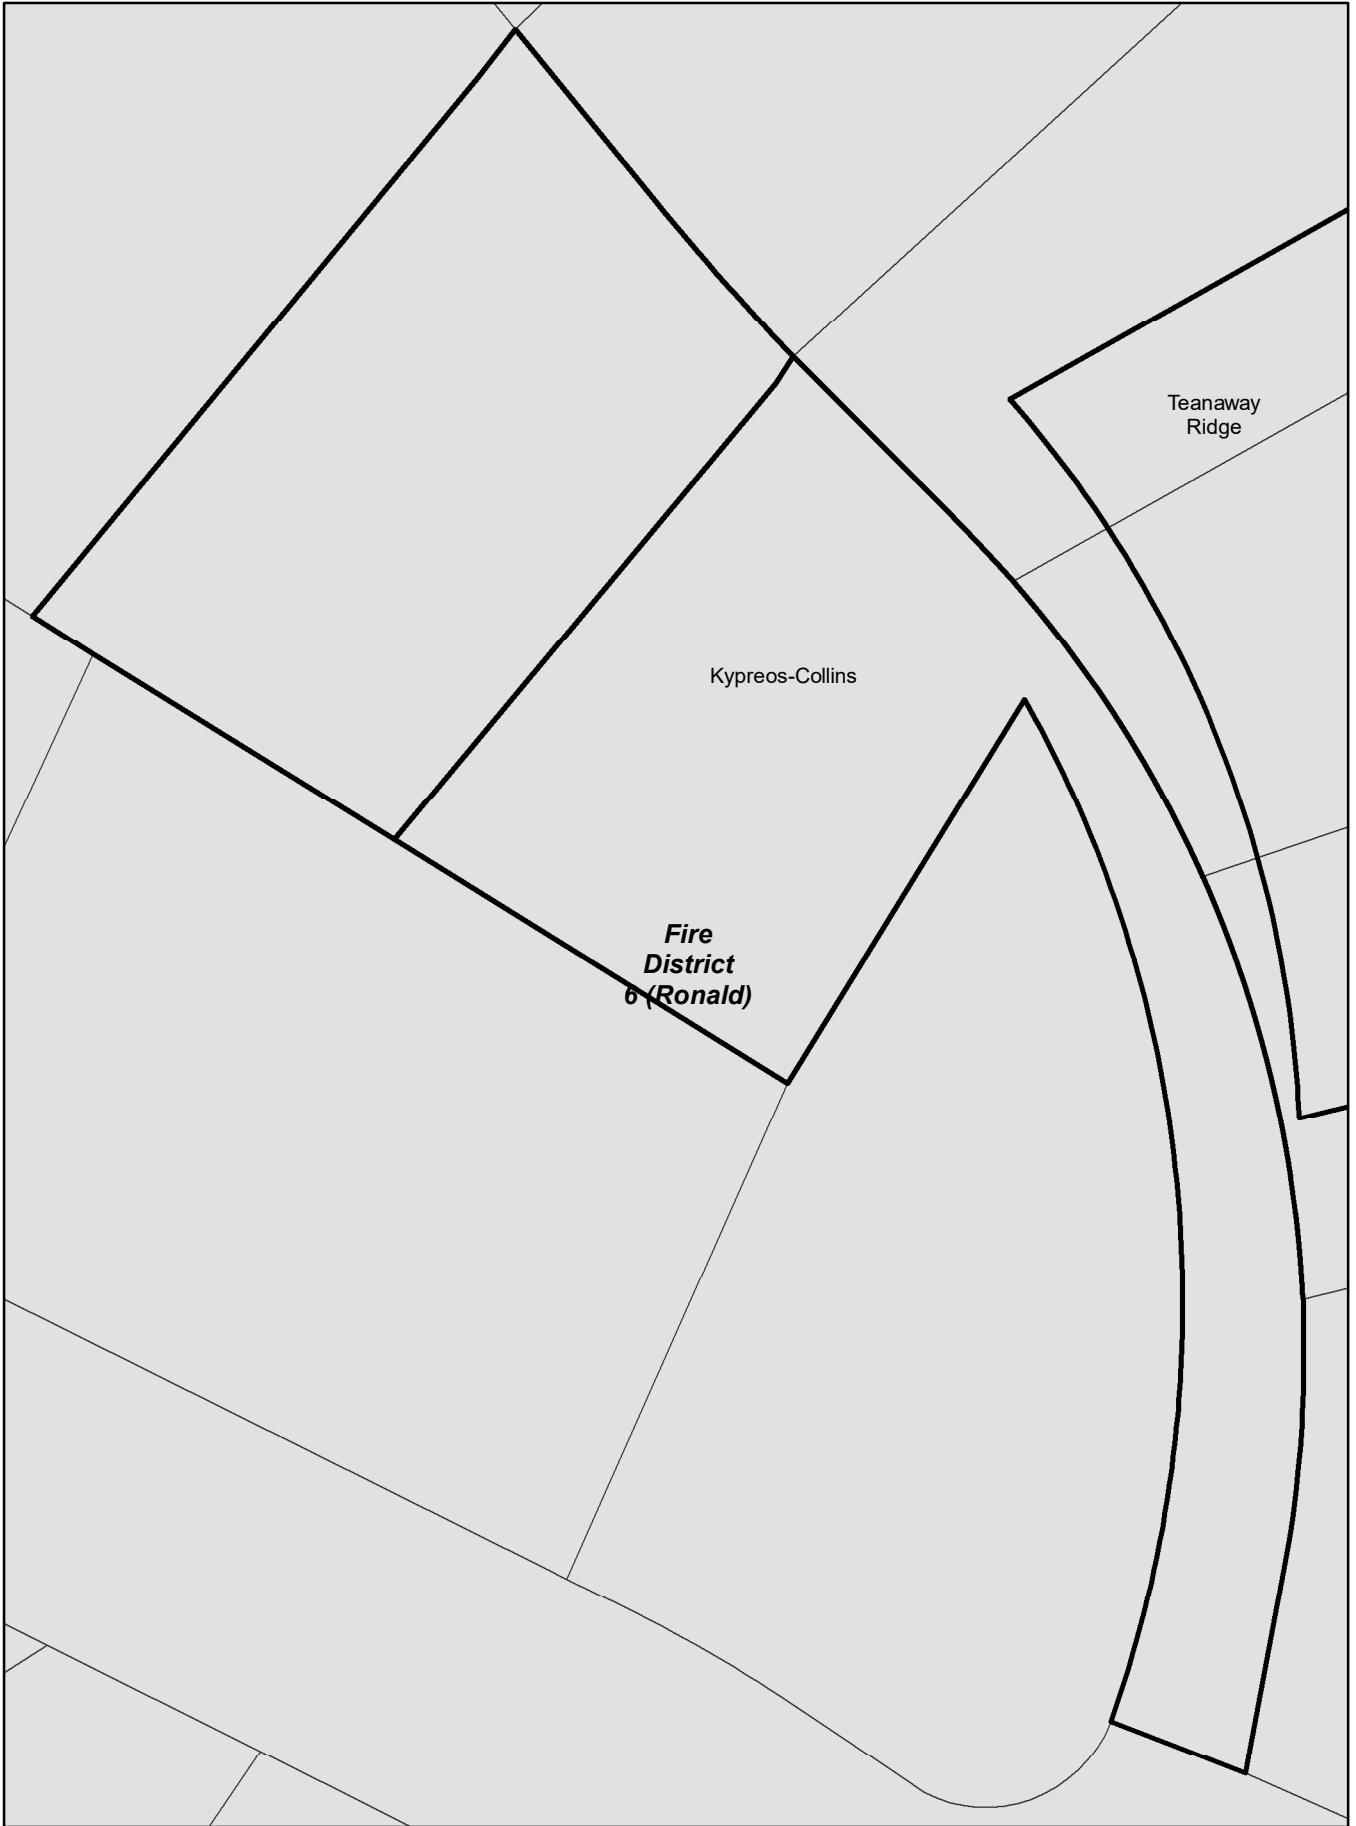 Teanaway
Ridge
Kypreos-Collins
Fire
District
6 (Ronald)